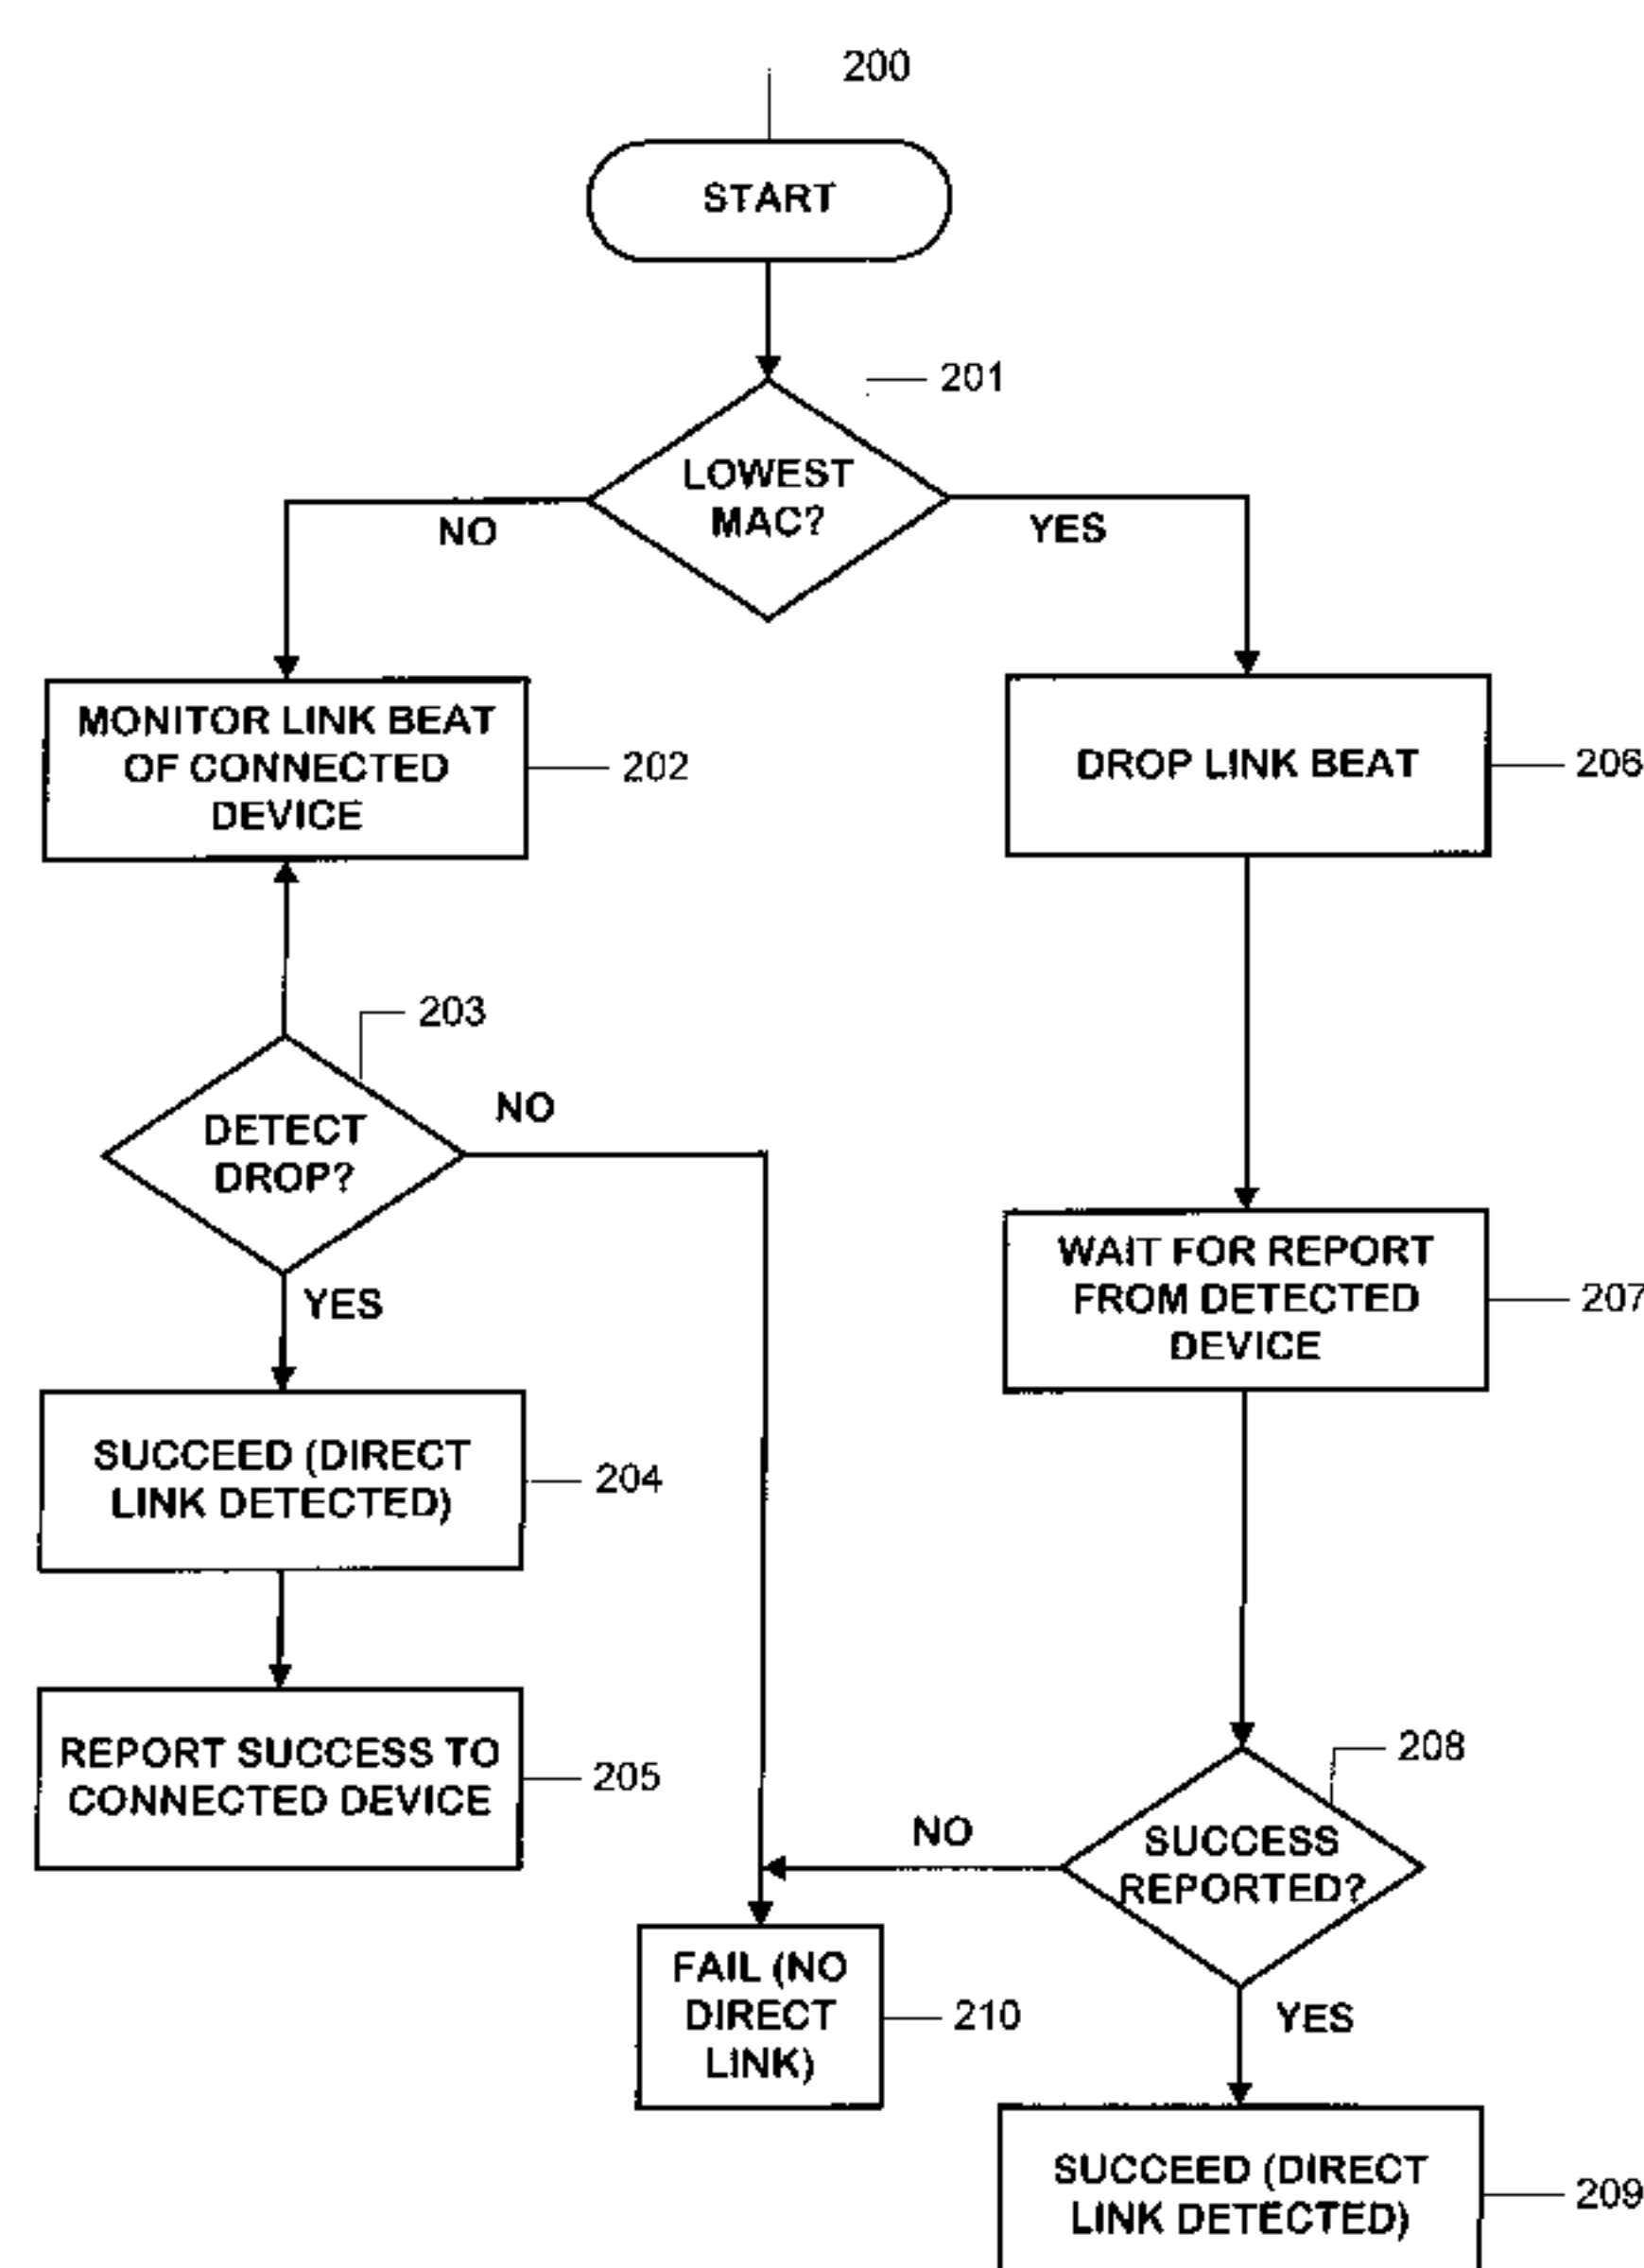 200
START
201
LOWEST
MAC?
NO
YES
MONITOR LINK BEAT
OF CONNECTED
DEVICE
202
DROP LINK BEAT
206
203
DETECT
DROP?
NO
YES
WAIT FOR REPORT
FROM DETECTED
DEVICE
207
SUCCEED (DIRECT
LINK DETECTED)
204
REPORT SUCCESS TO
CONNECTED DEVICE
205
208
SUCCESS
REPORTED?
NO
YES
FAIL (NO
DIRECT
LINK)
210
SUCCEED (DIRECT
LINK DETECTED)
209